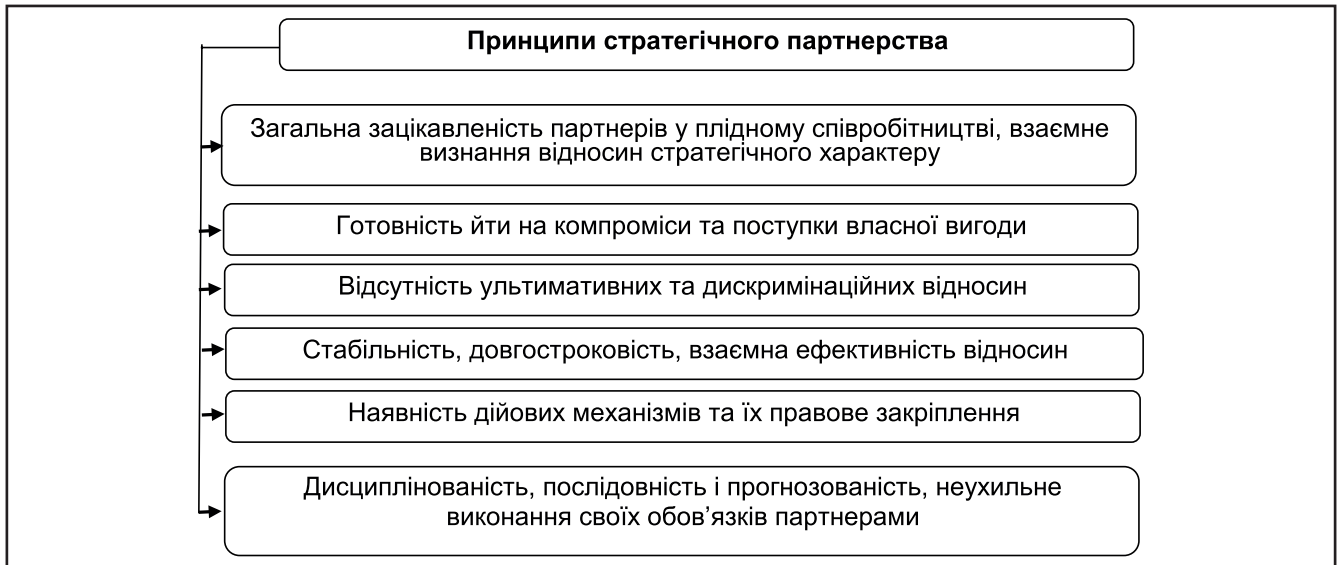 Принципи стратегічного партнерства
Загальна зацікавленість партнерів у плідному співробітництві, взаємне
визнання відносин стратегічного характеру
Готовність йти на компроміси та поступки власної вигоди
Відсутність ультимативних та дискримінаційних відносин
Стабільність, довгостроковість, взаємна ефективність відносин
Наявність дійових механізмів та їх правове закріплення
Дисциплінованість, послідовність і прогнозованість, неухильне
виконання своїх обов’язків партнерами